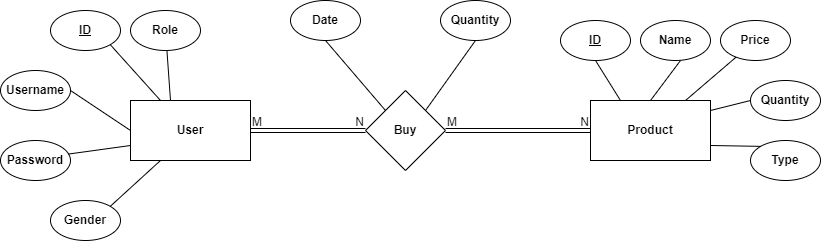 ID
Role
Date
Quantity
ID
Name
Price
Username
Quantity
User
M
N
Buy
M
N
Product
Password
Type
Gender